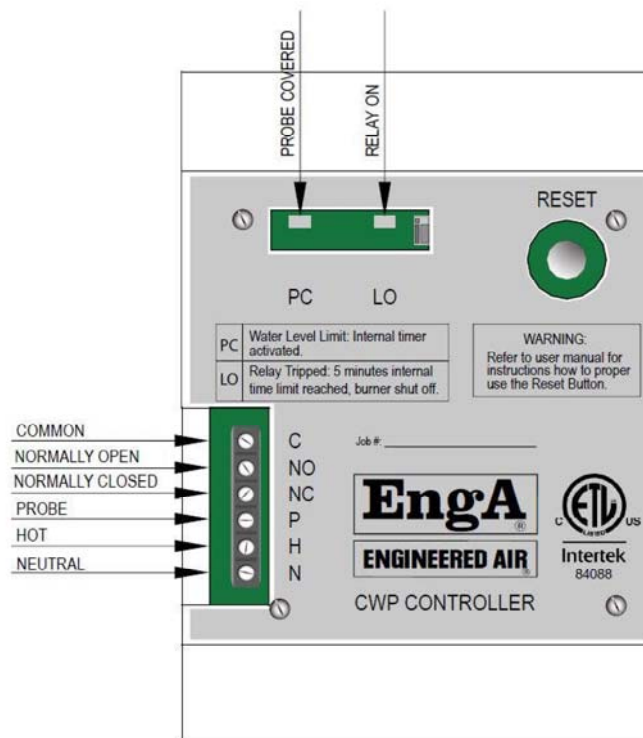 PROBE COVERED
RELAY ON
RESET
PC
LO
PC Water Level Limit: Internal timer
activated.
LO Relay Tripped: 5 minutes internal
time limit reached, burner shut off.
WARNING:
Refer to user manual for
instructions how to proper
use the Reset Button.
COMMON
NORMALLY OPEN
NORMALLY CLOSED
PROBE
HOT
NEUTRAL
C
NO
NC
P
H
N
Job #:
EngA®
ENGINEERED AIR®
CWP CONTROLLER
C ETL US
LISTED
Intertek
84088